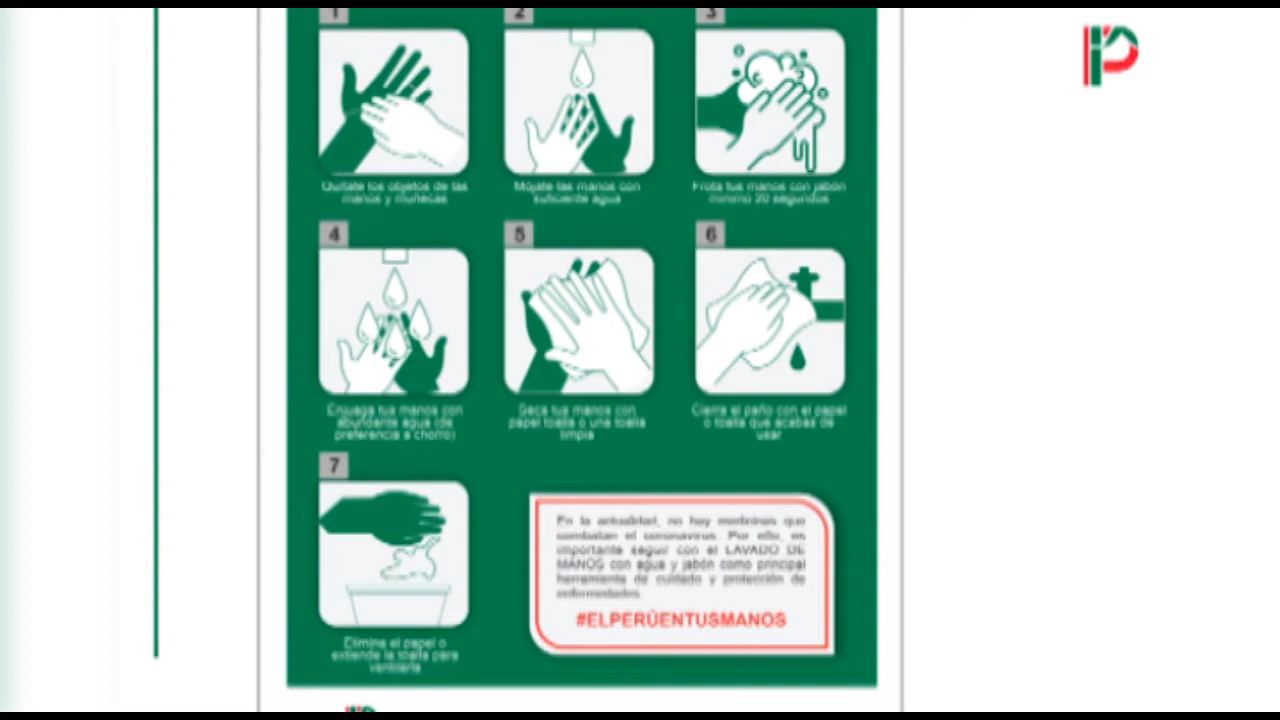 1
2
3
Quítate los objetos de las
manos y muñecas
Mójate las manos con
suficiente agua
Frota tus manos con jabón
mínimo 20 segundos
4
5
6
Enjuaga tus manos con
abundante agua (de
preferencia a chorro)
Seca tus manos con
papel toalla o una toalla
limpia
Cierra el paño con el papel
o toalla que acabas de
usar
7
Elimina el papel o
extiende la toalla para
ventilarla
En la actualidad, no hay medicinas que
combatan el coronavirus. Por ello, es
importante seguir con el LAVADO DE
MANOS con agua y jabón como principal
herramienta de cuidado y protección de
enfermedades.
#ELPERÚENTUSMANOS